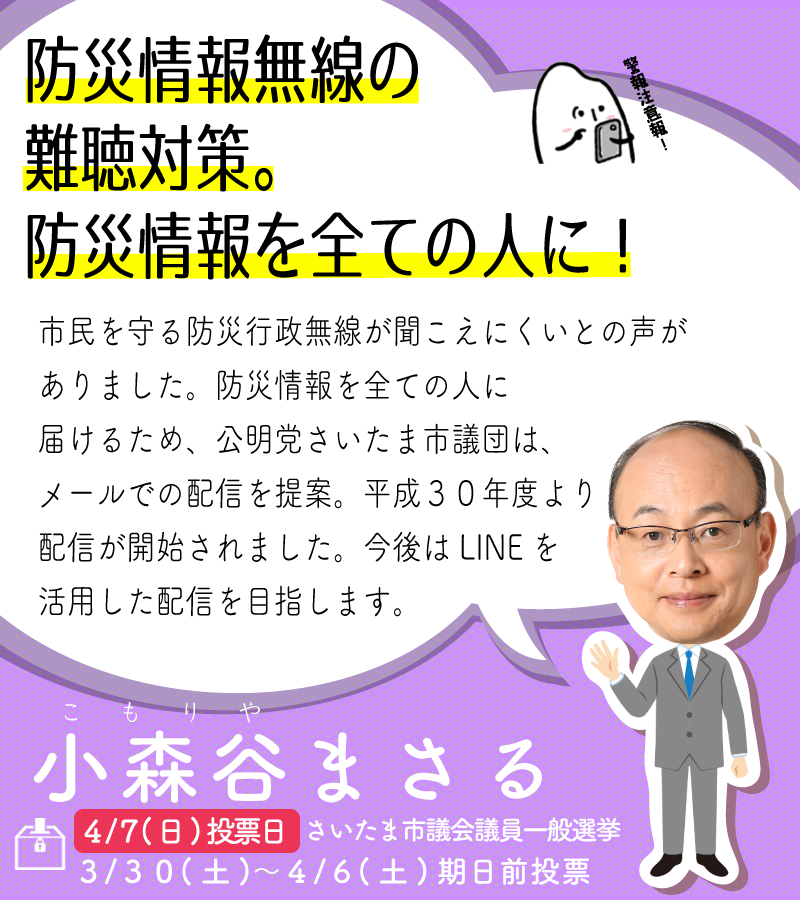 防災情報無線の
難聴対策。
防災情報を全ての人に！
警報注意報！
市民を守る防災行政無線が聞こえにくいとの声が
ありました。防災情報を全ての人に
届けるため、公明党さいたま市議団は、
メールでの配信を提案。平成３０年度より
配信が開始されました。今後は LINE を
活用した配信を目指します。
こもりや
小森谷まさる
4/7(日)投票日 さいたま市議会議員一般選挙
３/３０(土)～４/６(土)期日前投票